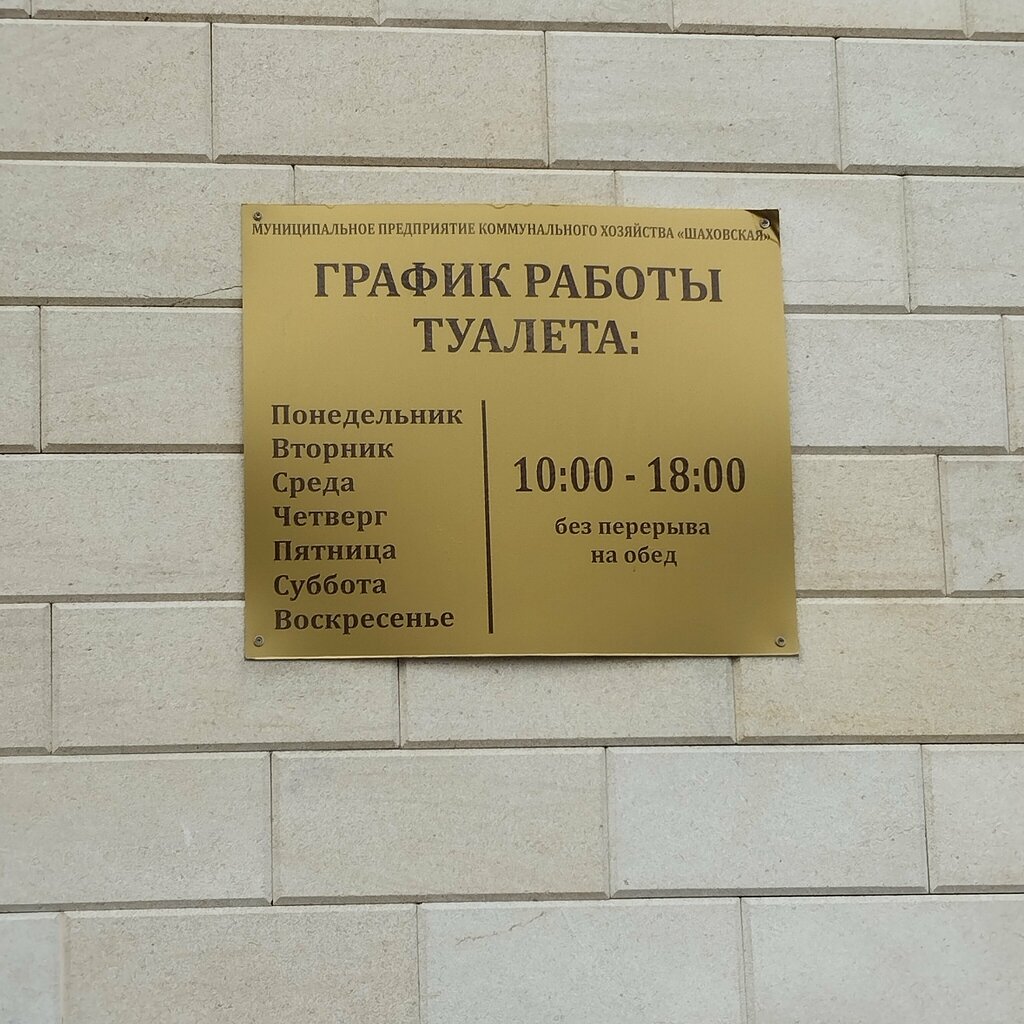 МУНИЦИПАЛЬНОЕ ПРЕДПРИЯТИЕ КОММУНАЛЬНОГО ХОЗЯЙСТВА «ШАХОВСКАЯ»
ГРАФИК РАБОТЫ
ТУАЛЕТА:
Понедельник
Вторник
Среда
Четверг
Пятница
Суббота
Воскресенье
10:00 - 18:00
без перерыва
на обед